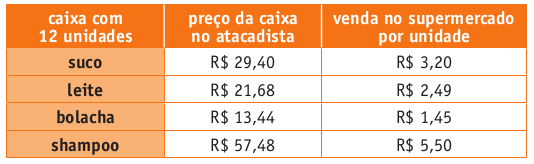 caixa com
12 unidades
preço da caixa
no atacadista
venda no supermercado
por unidade
suco R$ 29,40 R$ 3,20
leite R$ 21,68 R$ 2,49
bolacha R$ 13,44 R$ 1,45
shampoo R$ 57,48 R$ 5,50